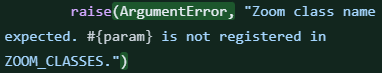 raise(ArgumentError, "Zoom class name
expected. #{param} is not registered in
ZOOM_CLASSES.")